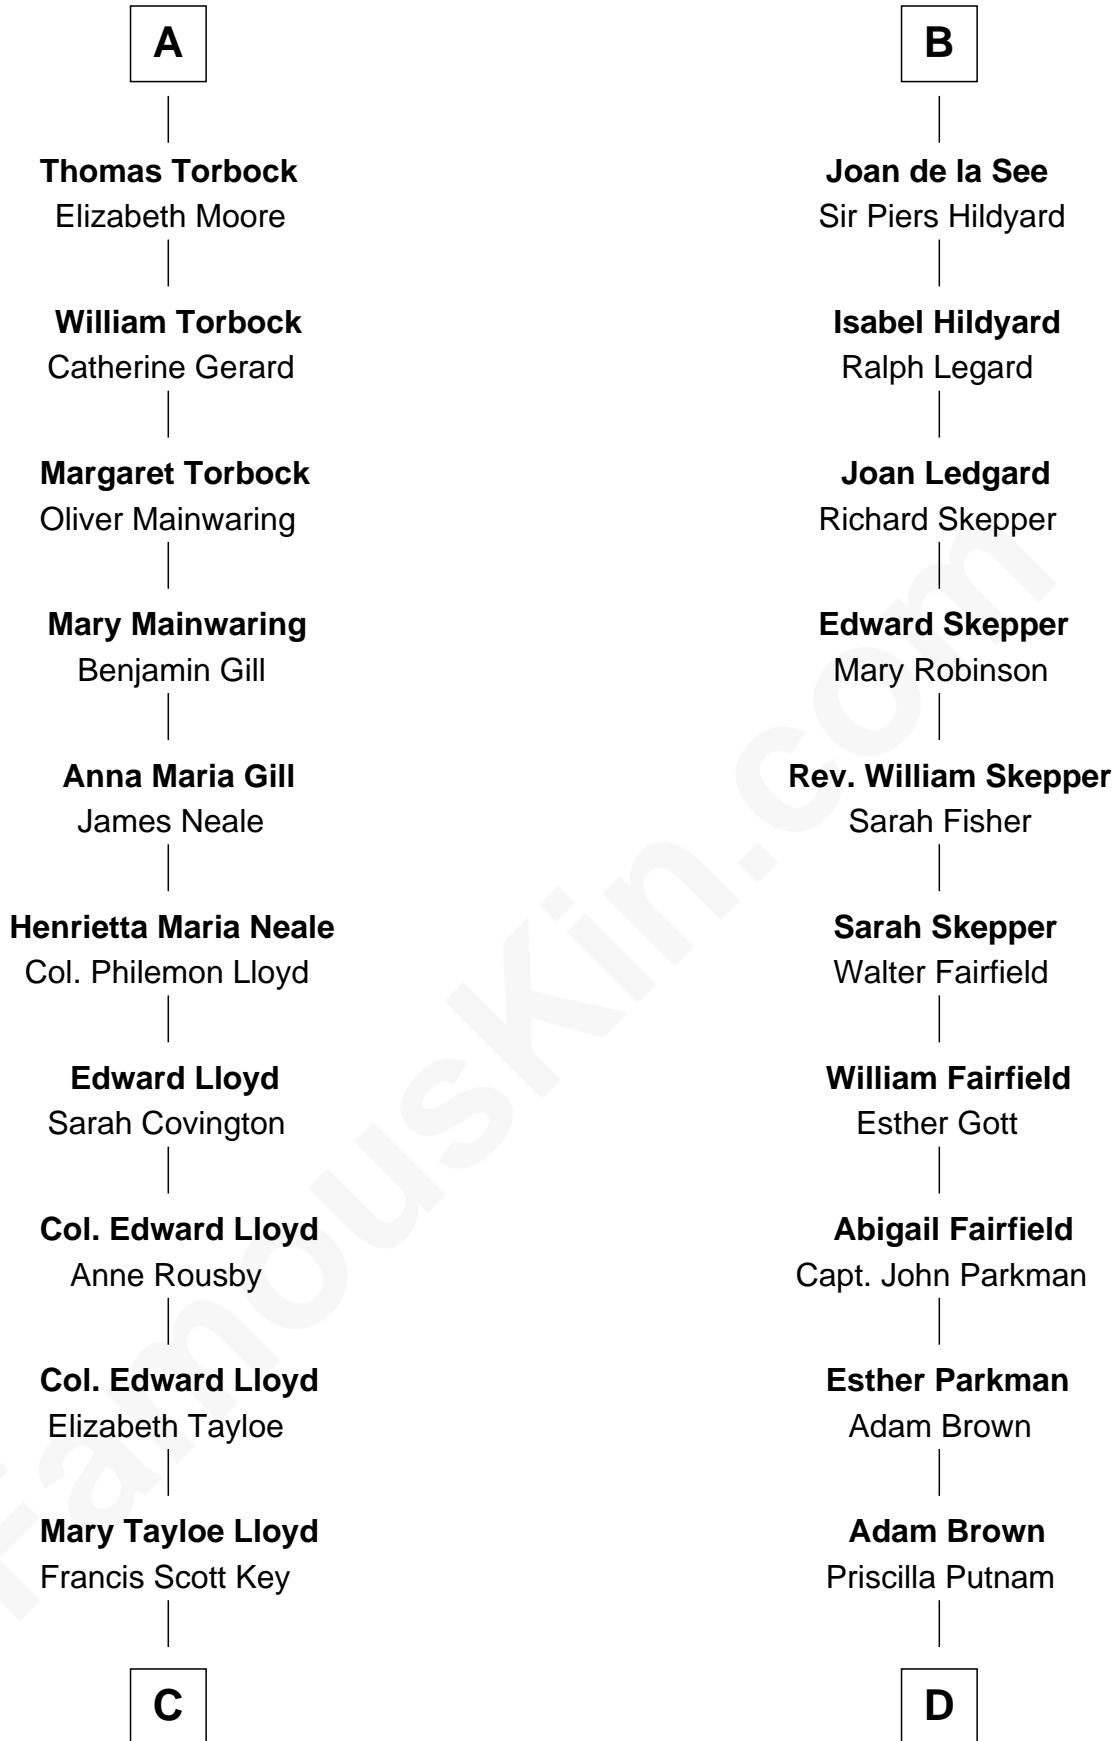 A
Thomas Torbock
Elizabeth Moore
William Torbock
Catherine Gerard
Margaret Torbock
Oliver Mainwaring
Mary Mainwaring
Benjamin Gill
Anna Maria Gill
James Neale
Henrietta Maria Neale
Col. Philemon Lloyd
Edward Lloyd
Sarah Covington
Col. Edward Lloyd
Anne Rousby
Col. Edward Lloyd
Elizabeth Tayloe
Mary Tayloe Lloyd
Francis Scott Key
C
B
Joan de la See
Sir Piers Hildyard
Isabel Hildyard
Ralph Legard
Joan Ledgard
Richard Skepper
Edward Skepper
Mary Robinson
Rev. William Skepper
Sarah Fisher
Sarah Skepper
Walter Fairfield
William Fairfield
Esther Gott
Abigail Fairfield
Capt. John Parkman
Esther Parkman
Adam Brown
Adam Brown
Priscilla Putnam
D
FamousKin.com